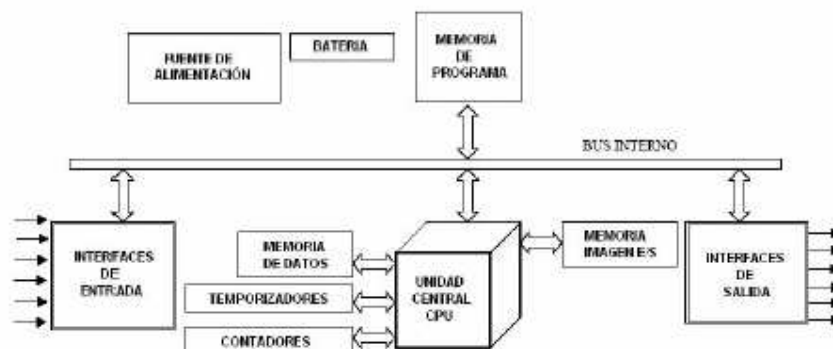 FUENTE DE
ALIMENTACIÓN
BATERIA
MEMORIA
DE
PROGRAMA
BUS INTERNO
INTERFACES
DE
ENTRADA
MEMORIA
DE DATOS
TEMPORIZADORES
CONTADORES
UNIDAD
CENTRAL
CPU
MEMORIA
IMAGEN E/S
INTERFACES
DE
SALIDA